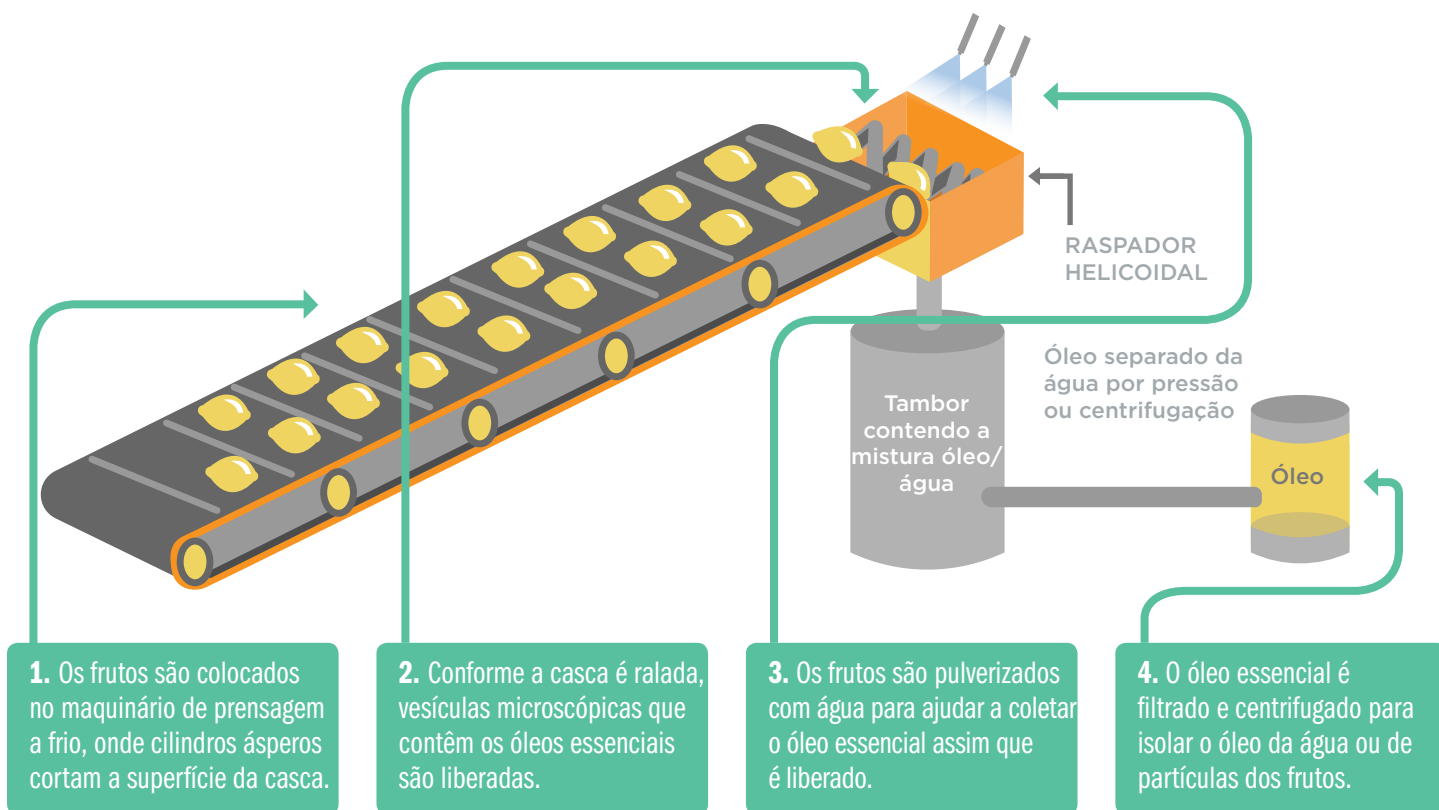 RASPADOR
HELICOIDAL
Óleo separado da
água por pressão
ou centrifugação
Tambor
contendo a
mistura óleo/
água
Óleo
1. Os frutos são colocados
no maquinário de prensagem
a frio, onde cilindros ásperos
cortam a superfície da casca.
2. Conforme a casca é ralada,
vesículas microscópicas que
contêm os óleos essenciais
são liberadas.
3. Os frutos são pulverizados
com água para ajudar a coletar
o óleo essencial assim que
é liberado.
4. O óleo essencial é
filtrado e centrifugado para
isolar o óleo da água ou de
partículas dos frutos.